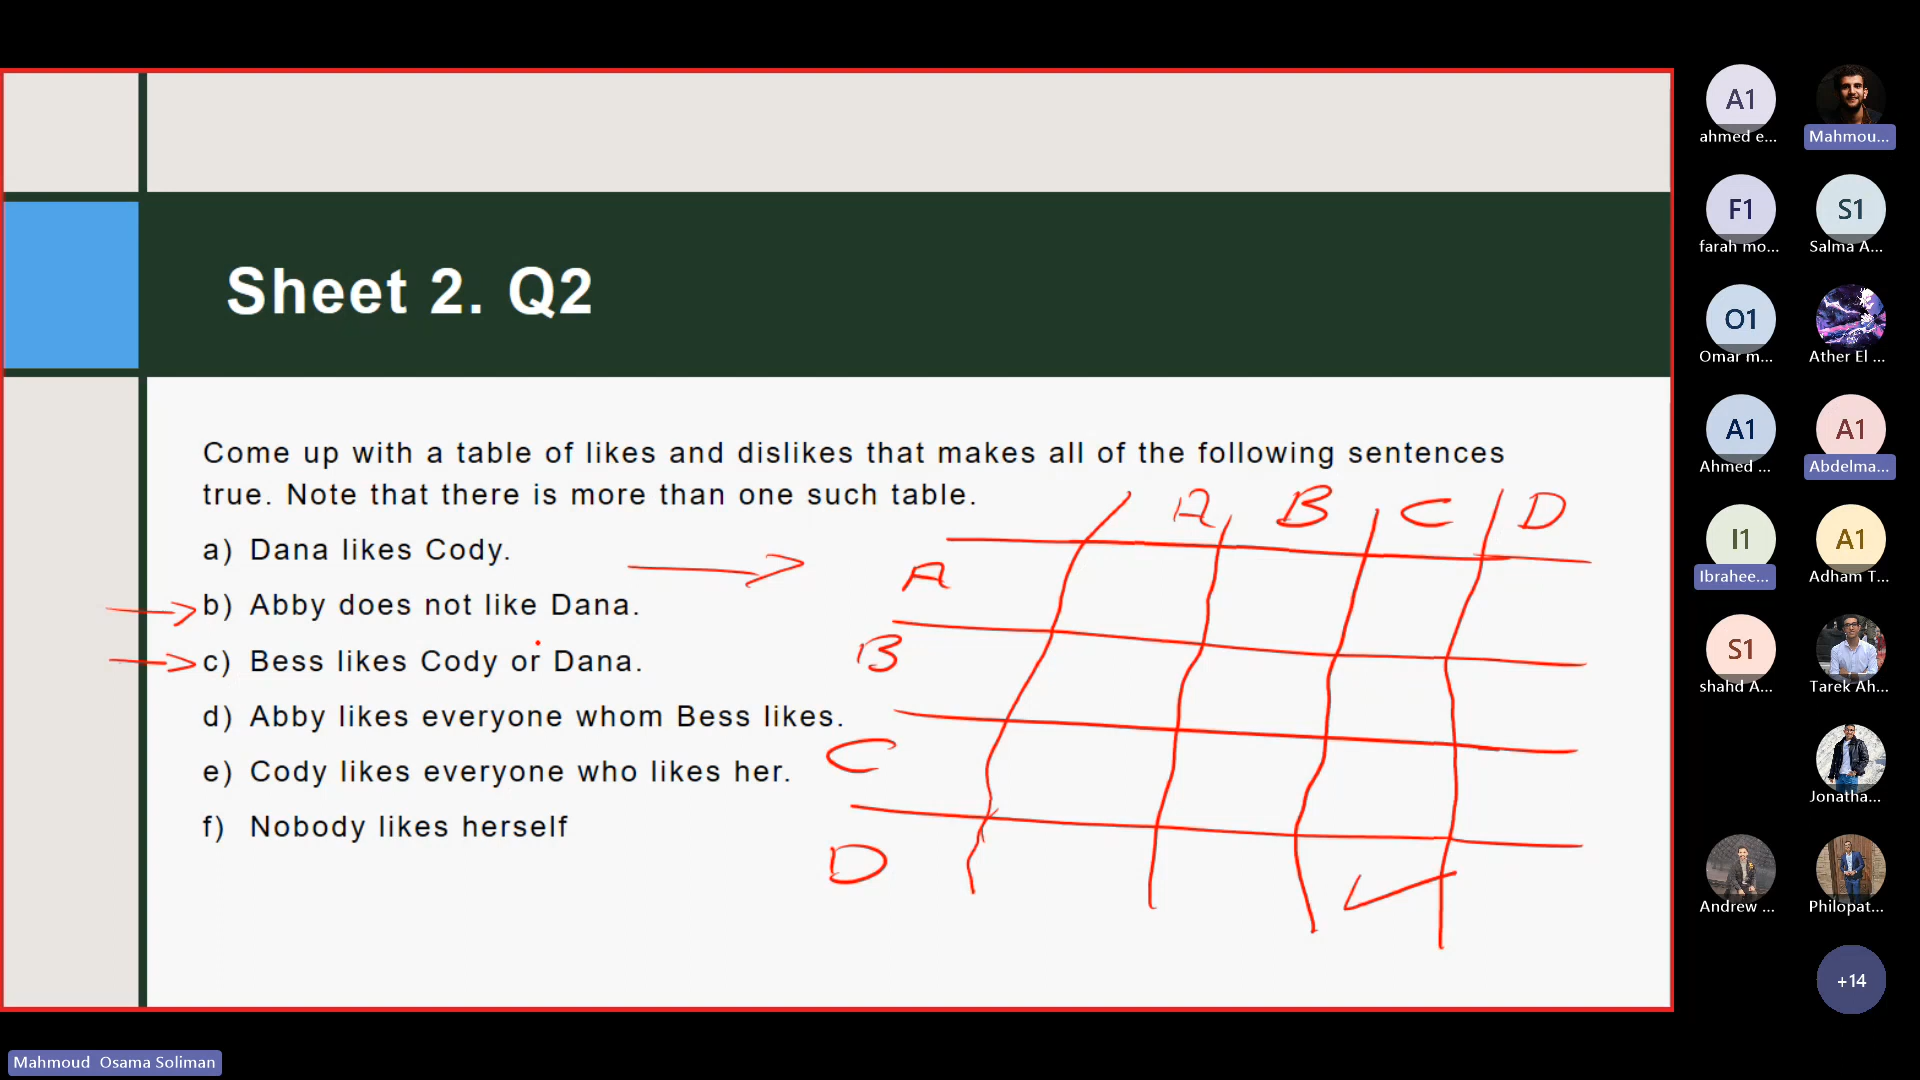 Sheet 2. Q2
Come up with a table of likes and dislikes that makes all of the following sentences
true. Note that there is more than one such table.
a) Dana likes Cody.
b) Abby does not like Dana.
c) Bess likes Cody or Dana.
d) Abby likes everyone whom Bess likes.
e) Cody likes everyone who likes her.
f) Nobody likes herself
A B C D
A
B
C
D
A1
ahmed e...
Mahmou...
F1
farah mo...
S1
Salma A...
O1
Omar m...
Ather El ...
A1
Ahmed ...
A1
Abdelma...
I1
Ibrahee...
A1
Adham T...
S1
shahd A...
Tarek Ah...
Jonatha...
Andrew ...
Philopat...
+14
Mahmoud Osama Soliman